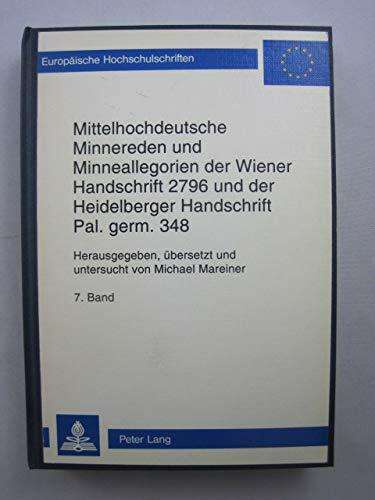 Europäische Hochschulschriften
Mittelhochdeutsche
Minnereden und
Minneallegorien der Wiener
Handschrift 2796 und der
Heidelberger Handschrift
Pal. germ. 348
Herausgegeben, übersetzt und
untersucht von Michael Mareiner
7. Band
Peter Lang